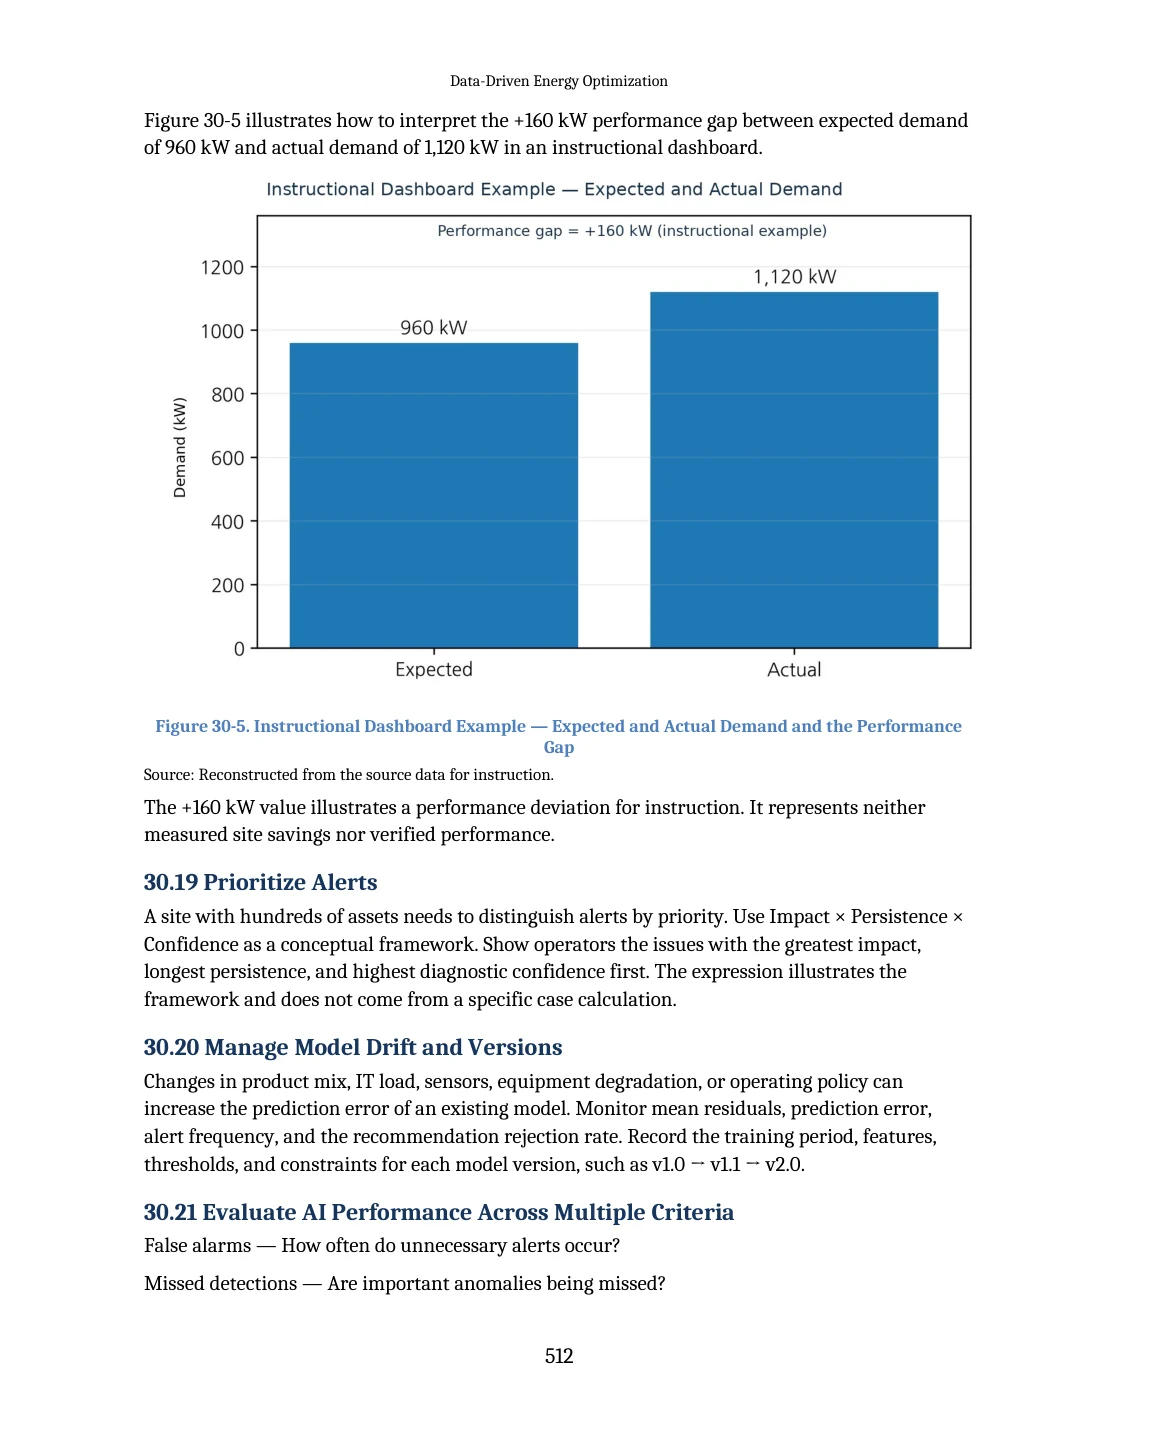 Data-Driven Energy Optimization
Figure 30-5 illustrates how to interpret the +160 kW performance gap between expected demand
of 960 kW and actual demand of 1,120 kW in an instructional dashboard.
Instructional Dashboard Example — Expected and Actual Demand
Performance gap = +160 kW (instructional example)
1200
1,120 kW
1000
960 kW
800
Demand (kW)
600
400
200
0
Expected
Actual
Figure 30-5. Instructional Dashboard Example — Expected and Actual Demand and the Performance
Gap
Source: Reconstructed from the source data for instruction.
The +160 kW value illustrates a performance deviation for instruction. It represents neither
measured site savings nor verified performance.
30.19 Prioritize Alerts
A site with hundreds of assets needs to distinguish alerts by priority. Use Impact × Persistence ×
Confidence as a conceptual framework. Show operators the issues with the greatest impact,
longest persistence, and highest diagnostic confidence first. The expression illustrates the
framework and does not come from a specific case calculation.
30.20 Manage Model Drift and Versions
Changes in product mix, IT load, sensors, equipment degradation, or operating policy can
increase the prediction error of an existing model. Monitor mean residuals, prediction error,
alert frequency, and the recommendation rejection rate. Record the training period, features,
thresholds, and constraints for each model version, such as v1.0 → v1.1 → v2.0.
30.21 Evaluate AI Performance Across Multiple Criteria
False alarms — How often do unnecessary alerts occur?
Missed detections — Are important anomalies being missed?
512